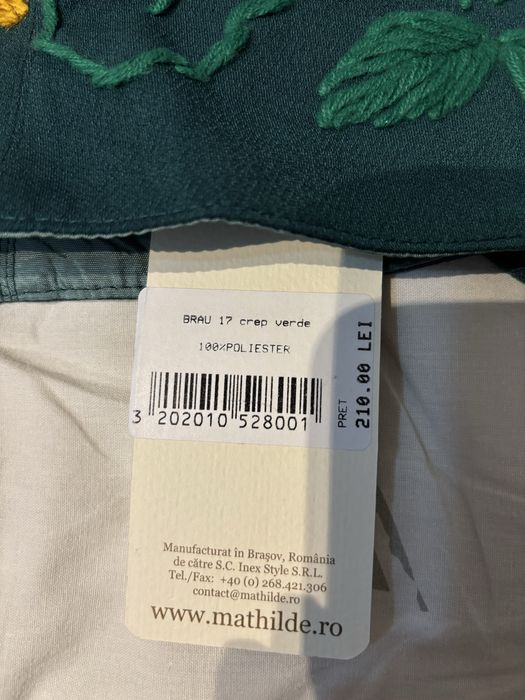 BRAU 17 crep verde
100%POLIESTER
3 202010 528001
PRET
210.00 LEI
Manufacturat în Brașov, România
de către S.C. Inex Style S.R.L.
Tel./Fax: +40 (0) 268.421.306
contact@mathilde.ro
www.mathilde.ro